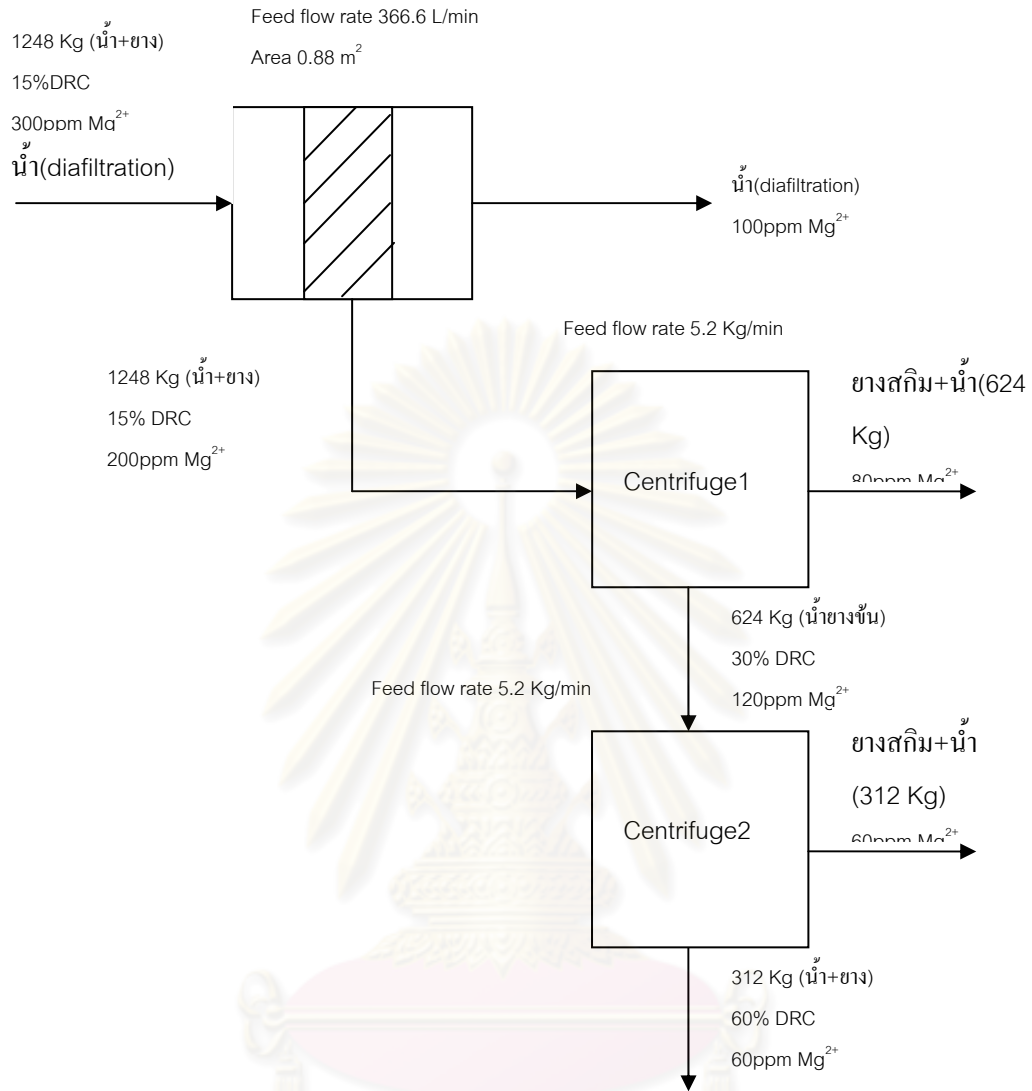 Feed flow rate 366.6 L/min
Area 0.88 m²
1248 Kg (น้ำ+ยาง)
15%DRC
300ppm Mg²⁺
น้ำ(diafiltration)
น้ำ(diafiltration)
100ppm Mg²⁺
1248 Kg (น้ำ+ยาง)
15% DRC
200ppm Mg²⁺
Feed flow rate 5.2 Kg/min
Centrifuge1
ยางสกิม+น้ำ(624
Kg)
80ppm Mg²⁺
624 Kg (น้ำยางข้น)
30% DRC
120ppm Mg²⁺
Feed flow rate 5.2 Kg/min
Centrifuge2
ยางสกิม+น้ำ
(312 Kg)
60ppm Mg²⁺
312 Kg (น้ำ+ยาง)
60% DRC
60ppm Mg²⁺